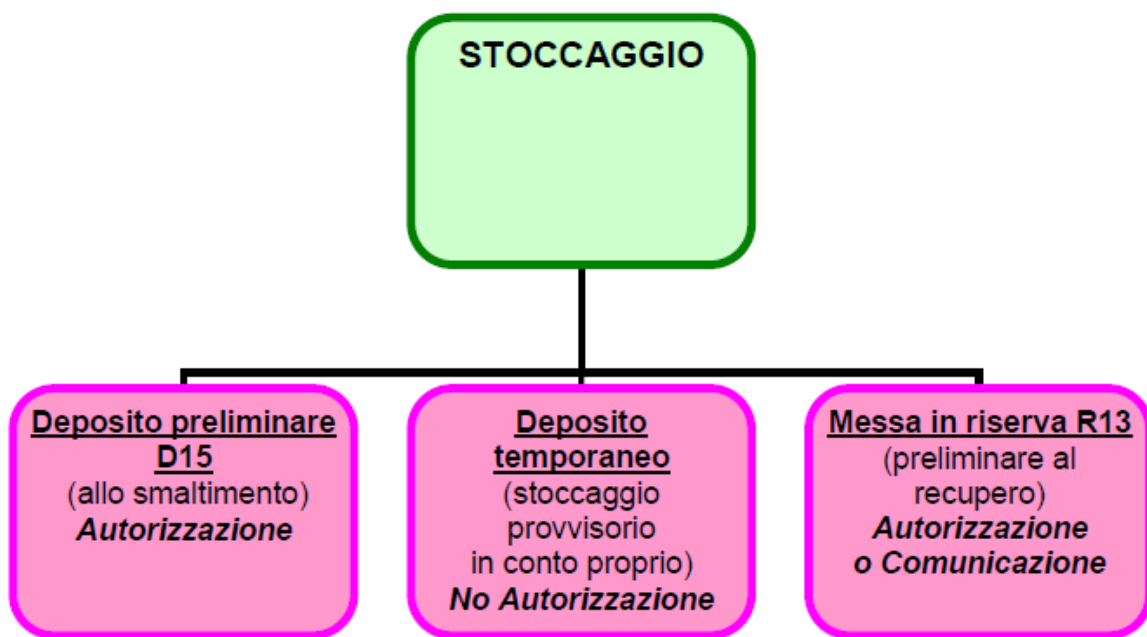 STOCCAGGIO
Deposito preliminare
D15
(allo smaltimento)
Autorizzazione
Deposito
temporaneo
(stoccaggio
provvisorio
in conto proprio)
No Autorizzazione
Messa in riserva R13
(preliminare al
recupero)
Autorizzazione
o Comunicazione